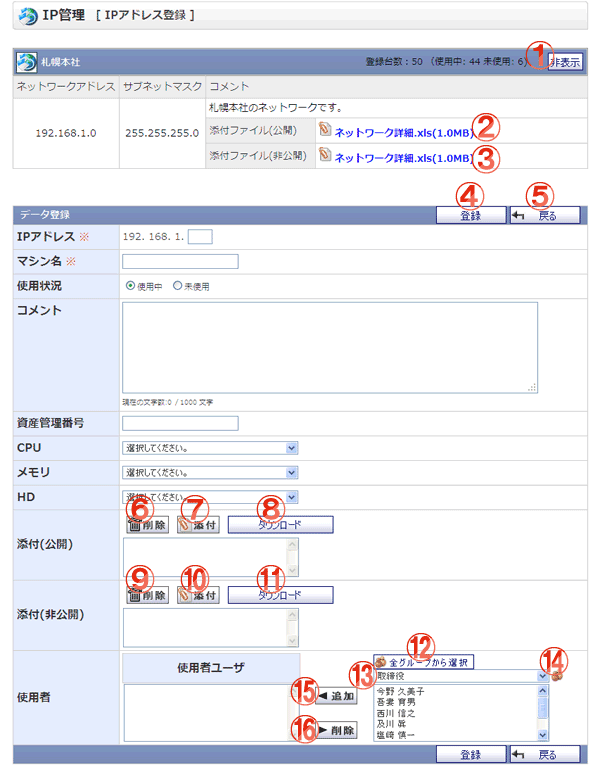 IP管理 [ IPアドレス登録 ]
札幌本社 登録台数：50 (使用中: 44 未使用: 6) ① 非表示
ネットワークアドレス サブネットマスク コメント
札幌本社のネットワークです。
192.168.1.0 255.255.255.0 添付ファイル(公開) ネットワーク詳細.xls(1.0MB) ②
添付ファイル(非公開) ネットワーク詳細.xls(1.0MB) ③
④ ⑤
データ登録 登録 戻る
IPアドレス ※ 192. 168. 1.
マシン名 ※
使用状況 使用中 未使用
コメント
現在の文字数:0 / 1000 文字
資産管理番号
CPU 選択してください。
メモリ 選択してください。
HD 選択してください。
⑥ 削除 ⑦ 添付 ⑧ ダウンロード
添付(公開)
⑨ 削除 ⑩ 添付 ⑪ ダウンロード
添付(非公開)
⑫ 全グループから選択
使用者ユーザ ⑬ 取締役 ⑭
使用者 ⑮ 追加 今野 久美子
吾妻 育男
西川 信之
⑯ 削除 及川 眞
塩崎 慎一
登録 戻る